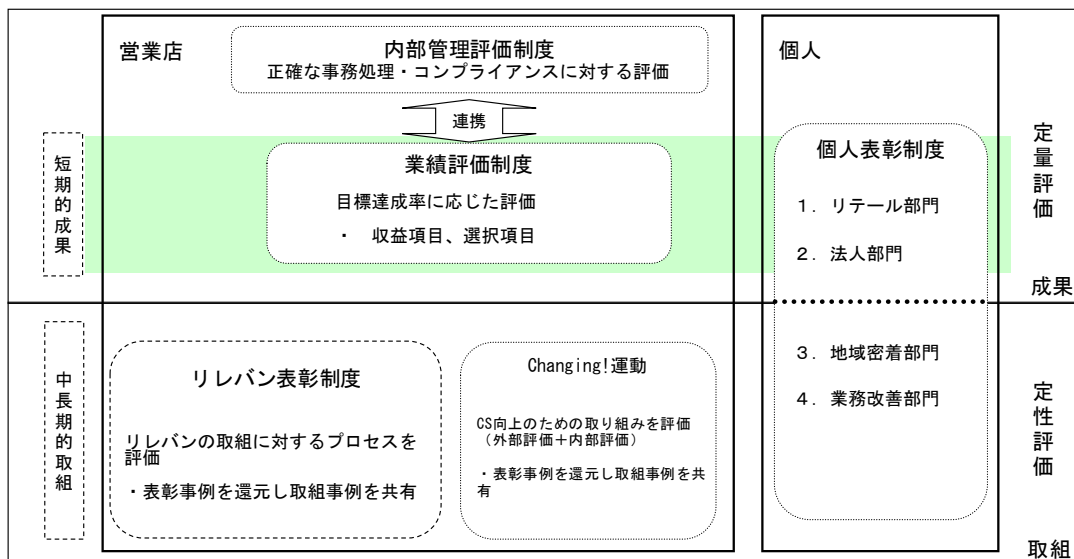 営業店
内部管理評価制度
正確な事務処理・コンプライアンスに対する評価
連携
業績評価制度
目標達成率に応じた評価
・　収益項目、選択項目
短期的成果
個人
個人表彰制度
１．リテール部門
２．法人部門
定量評価
成果
リレバン表彰制度
リレバンの取組に対するプロセスを
評価
・表彰事例を還元し取組事例を共有
Changing!運動
CS向上のための取り組みを評価
（外部評価＋内部評価）
・表彰事例を還元し取組事例を共
有
中長期的取組
３．地域密着部門
４．業務改善部門
定性評価
取組